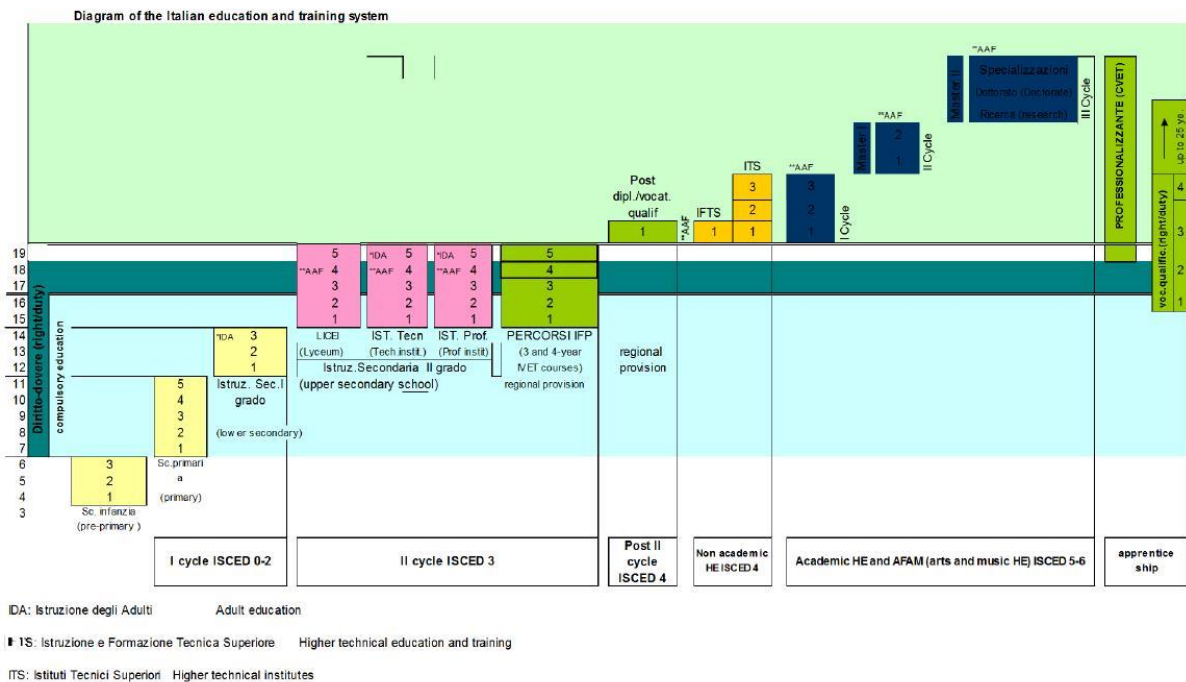 Diagram of the Italian education and training system
**AAF
Master II
Specializzazioni
Dottorato (Doctorate)
Ricerca (research)
III Cycle
PROFESSIONALIZZANTE (CVET)
up to 25 ye.
Master I
**AAF
2
1
II Cycle
ITS
**AAF
Post
dipl./vocat.
qualif
1
**AAF
IFTS
1
3
2
1
3
2
1
I Cycle
voc.qualific.(right/duty)
4
3
2
1
19
18
17
16
15
14
13
12
11
10
9
8
7
6
5
4
3
Diritto-dovere (right/duty)
compulsory education
5
**AAF 4
3
2
1
*IDA 5
**AAF 4
3
2
1
*IDA 5
**AAF 4
3
2
1
5
4
3
2
1
*IDA 3
2
1
LICEI
(Lyceum)
IST. Tecn
(Tech.instit.)
IST. Prof.
(Prof instit)
PERCORSI IFP
(3 and 4-year
IVET courses)
regional provision
regional
provision
Istruz.Secondaria II grado
(upper secondary school)
5
4
3
2
1
Istruz. Sec.I
grado
(lower secondary)
3
2
1
Sc.primari
a
(primary)
Sc. infanzia
(pre-primary )
I cycle ISCED 0-2
II cycle ISCED 3
Post II
cycle
ISCED 4
Non academic
HE ISCED 4
Academic HE and AFAM (arts and music HE) ISCED 5-6
apprentice
ship
IDA: Istruzione degli Adulti Adult education
TS: Istruzione e Formazione Tecnica Superiore Higher technical education and training
ITS: Istituti Tecnici Superiori Higher technical institutes